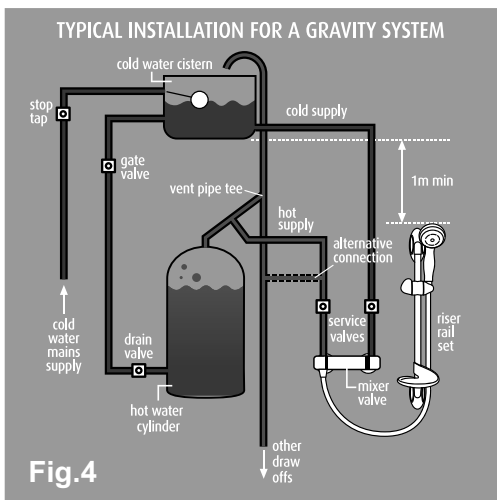 TYPICAL INSTALLATION FOR A GRAVITY SYSTEM
cold water cistern
stop
tap
cold supply
gate
valve
1m min
vent pipe tee
hot
supply
alternative
connection
cold
water
mains
supply
drain
valve
service
valves
riser
rail
set
mixer
valve
hot water
cylinder
other
draw
offs
Fig.4